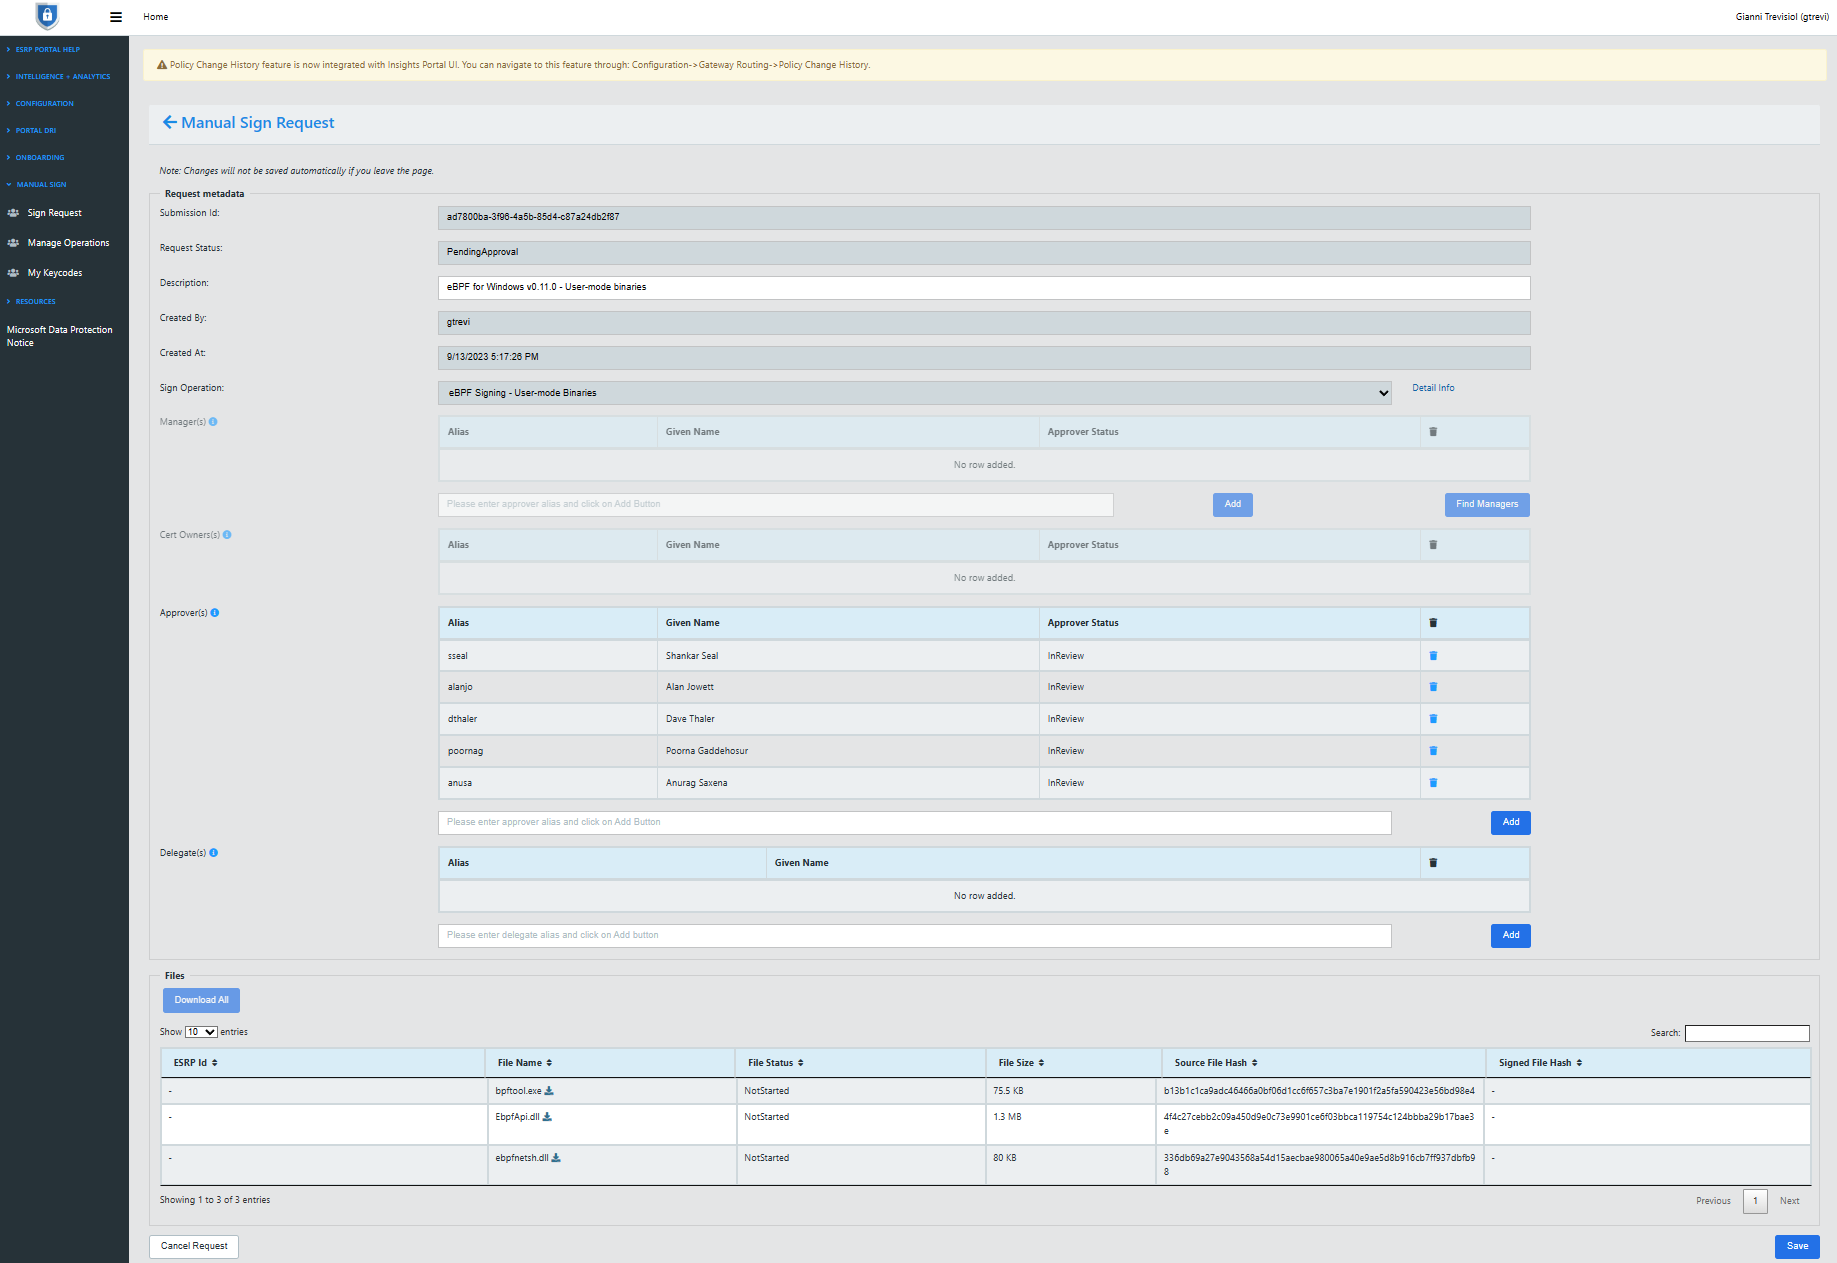 Home
Gianni Trevisiol (gtrevi)
ESRP PORTAL HELP
INTELLIGENCE + ANALYTICS
CONFIGURATION
PORTAL DRI
ONBOARDING
MANUAL SIGN
Sign Request
Manage Operations
My Keycodes
RESOURCES
Microsoft Data Protection
Notice
Policy Change History feature is now integrated with Insights Portal UI. You can navigate to this feature through: Configuration->Gateway Routing->Policy Change History.
Manual Sign Request
Note: Changes will not be saved automatically if you leave the page.
Request metadata
Submission Id: ad7800ba-3f96-4a5b-85d4-c87a24db2f87
Request Status: PendingApproval
Description: eBPF for Windows v0.11.0 - User-mode binaries
Created By: gtrevi
Created At: 9/13/2023 5:17:26 PM
Sign Operation: eBPF Signing - User-mode Binaries Detail Info
Manager(s) Alias Given Name Approver Status
No row added.
Please enter approver alias and click on Add Button Add Find Managers
Cert Owners(s) Alias Given Name Approver Status
No row added.
Approver(s) Alias Given Name Approver Status
sseal Shankar Seal InReview
alanjo Alan Jowett InReview
dthaler Dave Thaler InReview
poornag Poorna Gaddehosur InReview
anusa Anurag Saxena InReview
Please enter approver alias and click on Add Button Add
Delegate(s) Alias Given Name
No row added.
Please enter delegate alias and click on Add button Add
Files
Download All
Show 10 entries Search:
ESRP Id File Name File Status File Size Source File Hash Signed File Hash
- bpftool.exe NotStarted 75.5 KB b13b1c1ca9adc46466a0bf06d1cc6f657c3ba7e1901f2a5fa590423e56bd98e4 -
- EbpfApi.dll NotStarted 1.3 MB 4f4c27cebb2c09a450d9e0c73e9901ce6f03bbca119754c124bbba29b17bae3 -
e
- ebpfnetsh.dll NotStarted 80 KB 336db69a27e9043568a54d15aecbae980065a40e9ae5d8b916cb7ff937dbfb9 -
8
Showing 1 to 3 of 3 entries Previous 1 Next
Cancel Request Save